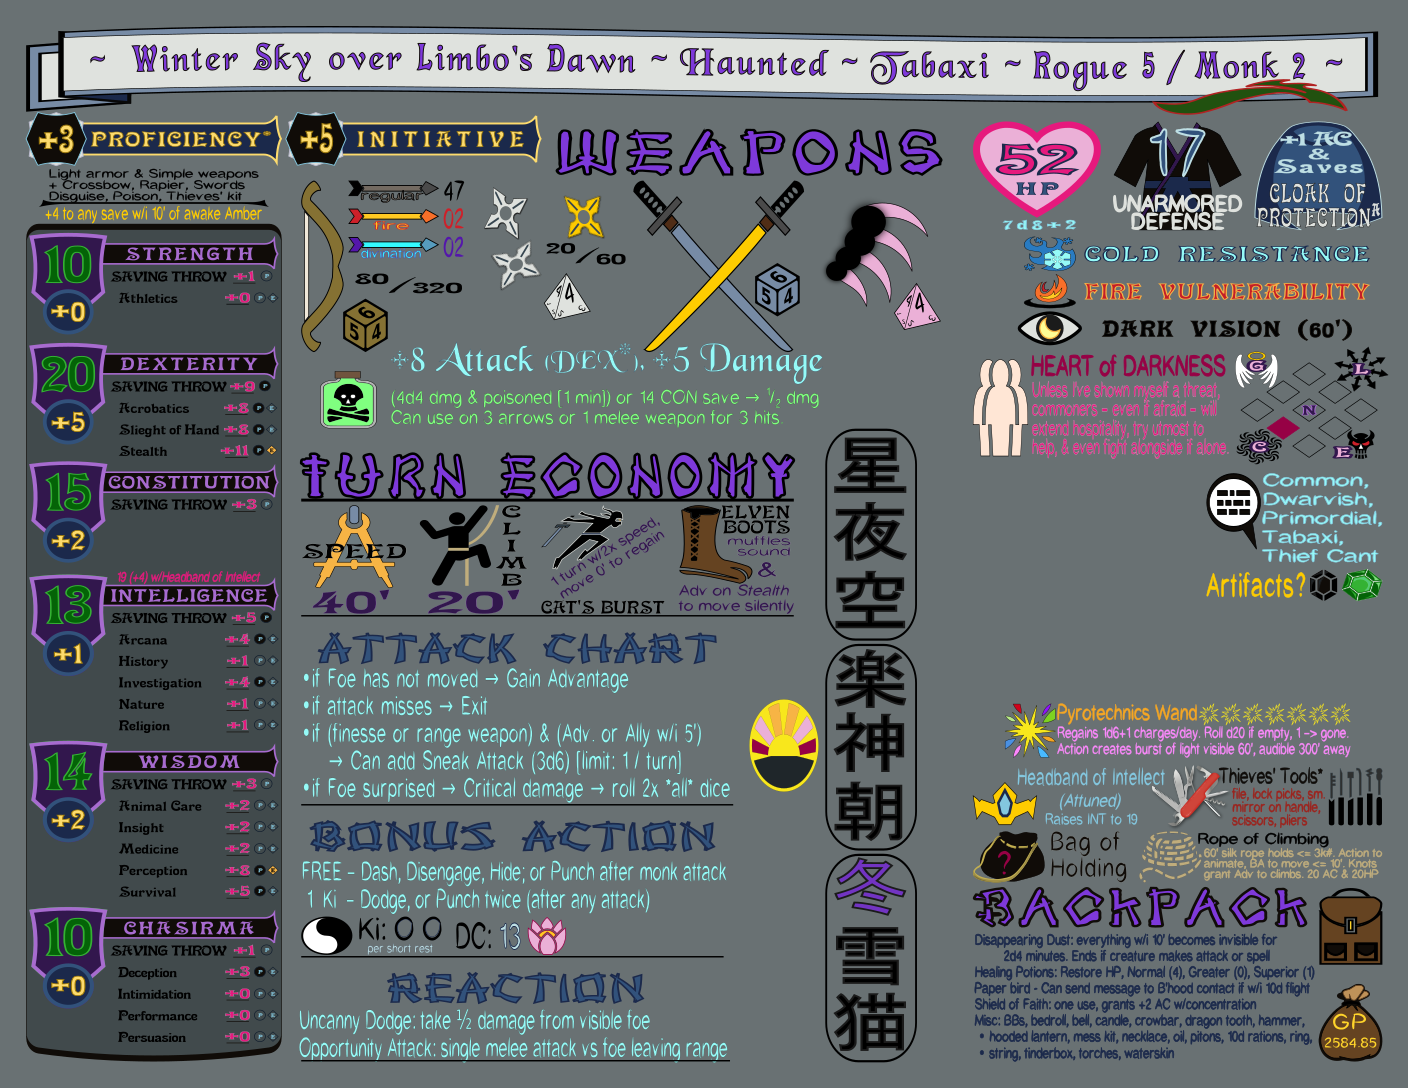 ~ Winter Sky over Limbo's Dawn ~ Haunted ~ Tabaxi ~ Rogue 5 / Monk 2 ~
+3 PROFICIENCY*
Light armor & Simple weapons
+ Crossbow, Rapier, Swords
Disguise, Poison, Thieves' kit
+4 to any save w/i 10' of awake Amber
10 STRENGTH
SAVING THROW +1 P
+0
Athletics +0 P E
20 DEXTERITY
SAVING THROW +9 P
+5
Acrobatics +8 P E
Slieght of Hand +8 P E
Stealth +11 P E
15 CONSTITUTION
SAVING THROW +3 P
+2
19 (+4) w/Headband of Intellect
13 INTELLIGENCE
SAVING THROW +5 P
+1
Arcana +4 P E
History +1 P E
Investigation +4 P E
Nature +1 P E
Religion +1 P E
14 WISDOM
SAVING THROW +3 P
+2
Animal Care +2 P E
Insight +2 P E
Medicine +2 P E
Perception +8 P E
Survival +5 P E
10 CHASIRMA
SAVING THROW +1 P
+0
Deception +3 P E
Intimidation +0 P E
Performance +0 P E
Persuasion +0 P E
+5 INITIATIVE
WEAPONS
regular 47
fire 02
divination 02
80/320
6 5 4
20/60
4
6 5 4
4
+8 Attack (DEX*), +5 Damage
(4d4 dmg & poisoned [1 min]) or 14 CON save → ½ dmg
Can use on 3 arrows or 1 melee weapon for 3 hits.
TURN ECONOMY
SPEED
40'
CLIMB
20'
1 turn w/2x speed,
move 0' to regain
CAT'S BURST
ELVEN
BOOTS
muffles
sound
&
Adv on Stealth
to move silently
ATTACK CHART
•if Foe has not moved → Gain Advantage
•if attack misses → Exit
•if (finesse or range weapon) & (Adv. or Ally w/i 5')
→ Can add Sneak Attack (3d6) [limit: 1 / turn]
•if Foe surprised → Critical damage → roll 2x *all* dice
BONUS ACTION
FREE - Dash, Disengage, Hide; or Punch after monk attack
1 Ki - Dodge, or Punch twice (after any attack)
Ki: O O DC: 13
per short rest
REACTION
Uncanny Dodge: take ½ damage from visible foe
Opportunity Attack: single melee attack vs foe leaving range
星夜空
楽神朝
冬雪猫
52
HP
7d8+2
17
UNARMORED
DEFENSE
+1 AC
&
Saves
CLOAK OF
PROTECTION^A
COLD RESISTANCE
FIRE VULNERABILITY
DARK VISION (60')
HEART of DARKNESS
Unless I've shown myself a threat,
commoners - even if afraid - will
extend hospitality, try utmost to
help, & even fight alongside if alone.
G L
N
C E
Common,
Dwarvish,
Primordial,
Tabaxi,
Thief Cant
Artifacts?
Pyrotechnics Wand
Regains 1d6+1 charges/day. Roll d20 if empty, 1 -> gone.
Action creates burst of light visible 60', audible 300' away
Headband of Intellect
(Attuned)
Raises INT to 19
Thieves' Tools*
file, lock picks, sm.
mirror on handle,
scissors, pliers
?
Bag of
Holding
Rope of Climbing
60' silk rope holds <= 3k#. Action to
animate, BA to move <= 10'. Knots
grant Adv to climbs. 20 AC & 20HP
BACKPACK
Disappearing Dust: everything w/i 10' becomes invisible for
2d4 minutes. Ends if creature makes attack or spell
Healing Potions: Restore HP, Normal (4), Greater (0), Superior (1)
Paper bird - Can send message to B'hood contact if w/i 10d flight
Shield of Faith: one use, grants +2 AC w/concentration
Misc: BBs, bedroll, bell, candle, crowbar, dragon tooth, hammer,
• hooded lantern, mess kit, necklace, oil, pitons, 10d rations, ring,
• string, tinderbox, torches, waterskin
GP
2584.85